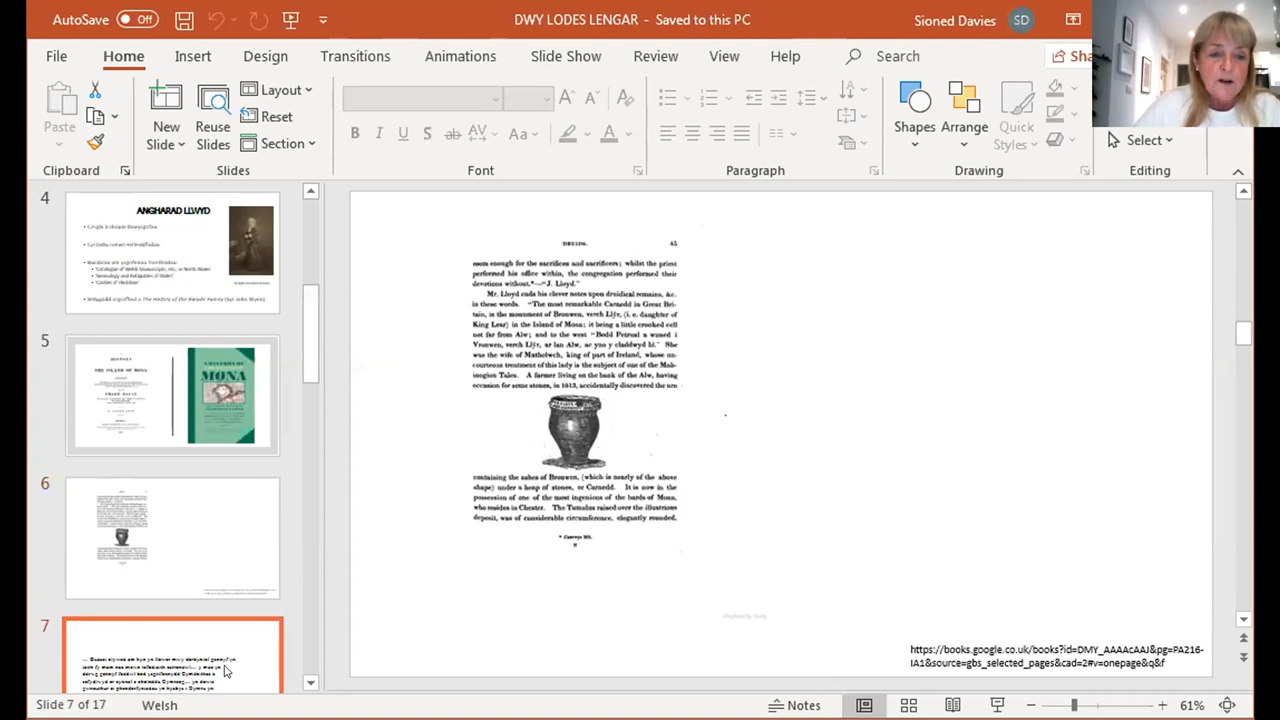 AutoSave Off
DWY LODES LENGAR - Saved to this PC
Sioned Davies SD
File Home Insert Design Transitions Animations Slide Show Review View Help Search Sha
Paste
New Slide
Reuse Slides
Layout
Reset
Section
B I U S ab AV Aa A
Shapes Arrange Quick Styles
Select
Clipboard Slides Font Paragraph Drawing Editing
4
ANGHARAD LLWYD
5
THE ISLAND OF MONA
MONA
6
7
DRUIDS. 45
room enough for the sacrifices and sacrificers; whilst the priest
performed his office within, the congregation performed their
devotions without.*—"J. Lloyd."
Mr. Lloyd ends his clever notes upon druidical remains, &c.
in these words. "The most remarkable Carnedd in Great Bri-
tain, is the monument of Bronwen, verch Llŷr, (i. e. daughter of
King Lear) in the Island of Mona; it being a little crooked cell
not far from Alw; and to the west "Bedd Petrual a wnaed i
Vronwen, verch Llŷr, ar lan Alw, ac yno y claddwyd hi." She
was the wife of Matholwch, king of part of Ireland, whose un-
courteous treatment of this lady is the subject of one of the Mab-
inogion Tales. A farmer living on the bank of the Alw, having
occasion for some stones, in 1813, accidentally discovered the urn
containing the ashes of Bronwen, (which is nearly of the above
shape) under a heap of stones, or Carnedd. It is now in the
possession of one of the most ingenious of the bards of Mona,
who resides in Chester. The Tumulus raised over the illustrious
deposit, was of considerable circumference, elegantly rounded,
https://books.google.co.uk/books?id=DMY_AAAAcAAJ&pg=PA216-
IA1&source=gbs_selected_pages&cad=2#v=onepage&q&f
Slide 7 of 17 Welsh Notes 61%